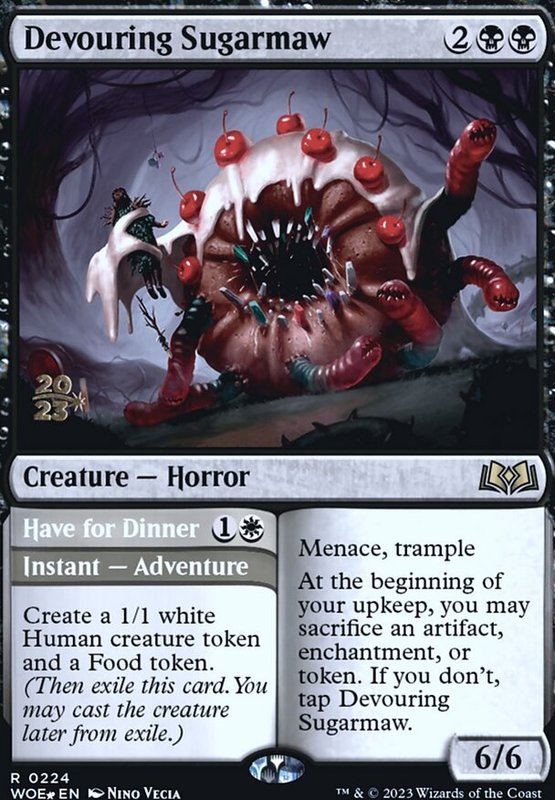 Devouring Sugarmaw 2
20
23
Creature — Horror
Have for Dinner 1
Instant — Adventure
Create a 1/1 white
Human creature token
and a Food token.
(Then exile this card. You
may cast the creature
later from exile.)
Menace, trample
At the beginning of
your upkeep, you may
sacrifice an artifact,
enchantment, or
token. If you don't,
tap Devouring
Sugarmaw.
6/6
R 0224
WOE★EN NINO VECIA
™ & © 2023 Wizards of the Coast